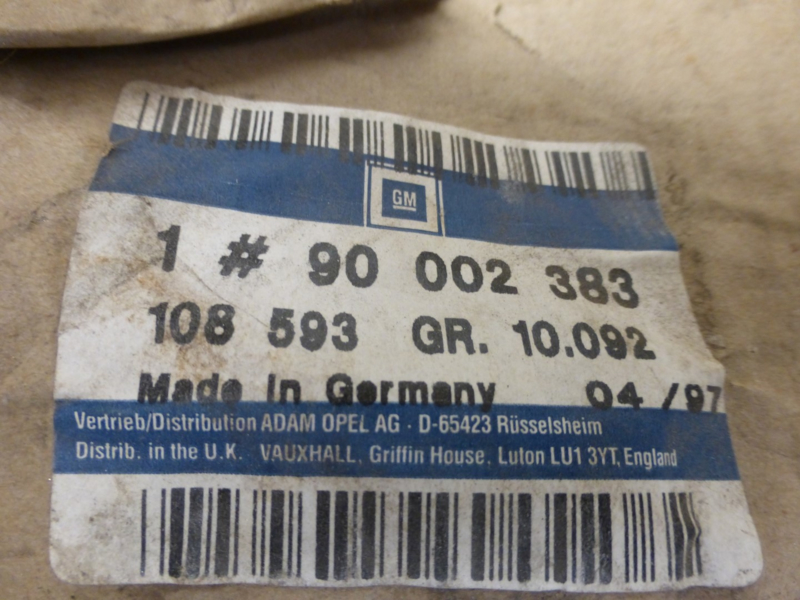 GM
1 # 90 002 383
108 593 GR. 10.092
Made In Germany 04 /97
Vertrieb/Distribution ADAM OPEL AG · D-65423 Rüsselsheim
Distrib. in the U.K. VAUXHALL, Griffin House, Luton LU1 3YT, England